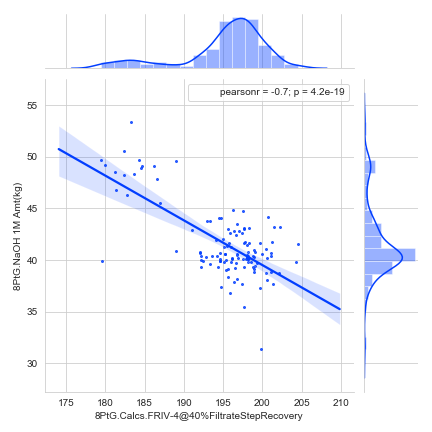 pearsonr = -0.7; p = 4.2e-19
55
50
45
40
35
30
8PtG.NaOH 1M Amt(kg)
175 180 185 190 195 200 205 210
8PtG.Calcs.FRIV-4@40%FiltrateStepRecovery